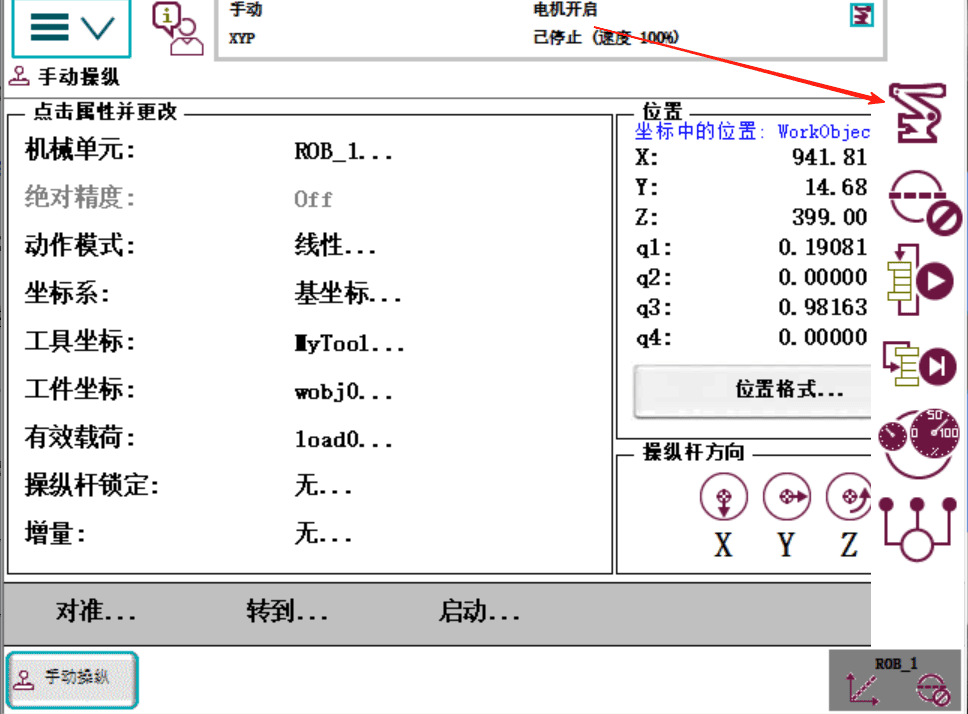 手动
电机开启
XYP
己停止 (速度 100%)
手动操纵
点击属性并更改
机械单元: ROB_1...
绝对精度: Off
动作模式: 线性...
坐标系: 基坐标...
工具坐标: MyTool...
工件坐标: wobj0...
有效载荷: load0...
操纵杆锁定: 无...
增量: 无...
位置
坐标中的位置: WorkObjec
X: 941.81
Y: 14.68
Z: 399.00
q1: 0.19081
q2: 0.00000
q3: 0.98163
q4: 0.00000
位置格式...
操纵杆方向
X Y Z
50
0 100
%
对准... 转到... 启动...
手动操纵
ROB_1